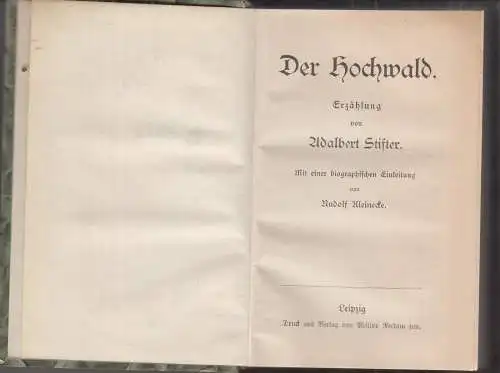 Der Hochwald.
Erzählung
von
Adalbert Stifter.
Mit einer biographischen Einleitung
von
Rudolf Kleinecke.
Leipzig
Druck und Verlag von Philipp Reclam jun.